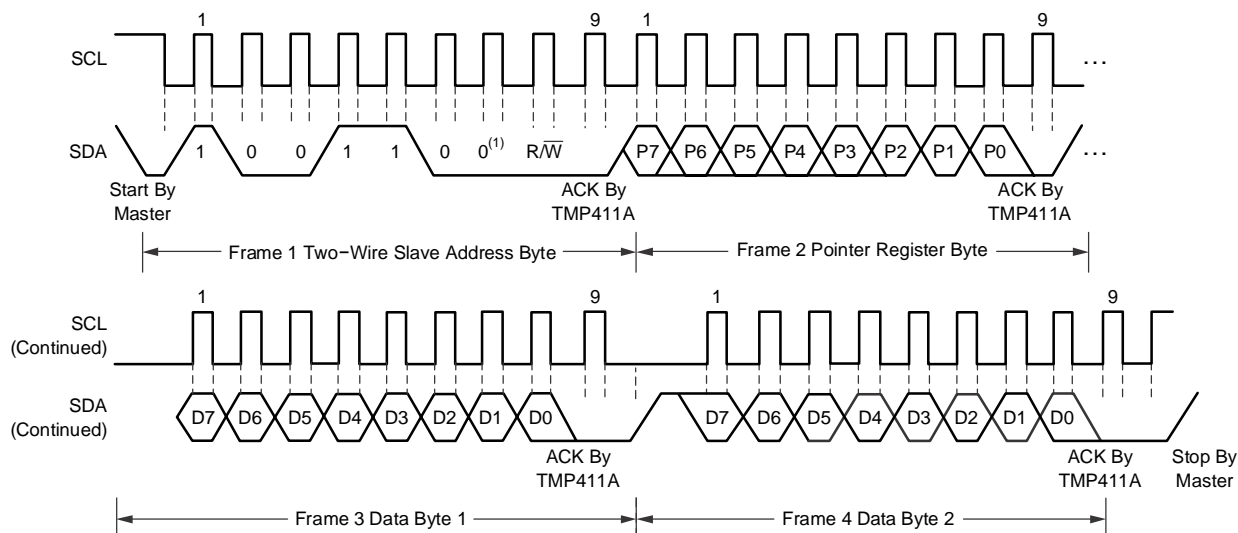 1 9 1 9
SCL ...
SDA 1 0 0 1 1 0 0(1) R/W̅ P7 P6 P5 P4 P3 P2 P1 P0 ...
Start By
Master
ACK By
TMP411A
ACK By
TMP411A
Frame 1 Two−Wire Slave Address Byte
Frame 2 Pointer Register Byte
1 9 1 9
SCL
(Continued)
SDA
(Continued)
D7 D6 D5 D4 D3 D2 D1 D0 D7 D6 D5 D4 D3 D2 D1 D0
ACK By
TMP411A
ACK By
TMP411A
Stop By
Master
Frame 3 Data Byte 1
Frame 4 Data Byte 2